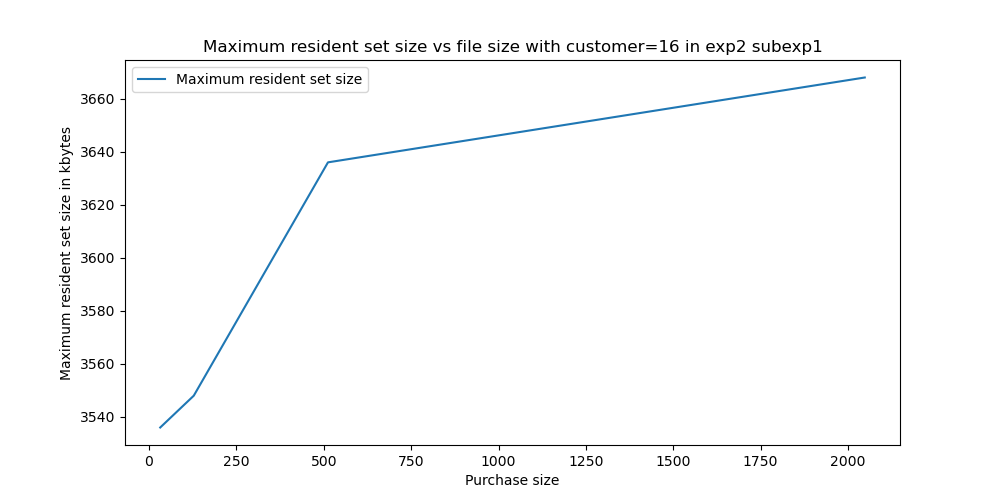 Maximum resident set size vs file size with customer=16 in exp2 subexp1
Maximum resident set size
Maximum resident set size in kbytes
3660
3640
3620
3600
3580
3560
3540
0 250 500 750 1000 1250 1500 1750 2000
Purchase size